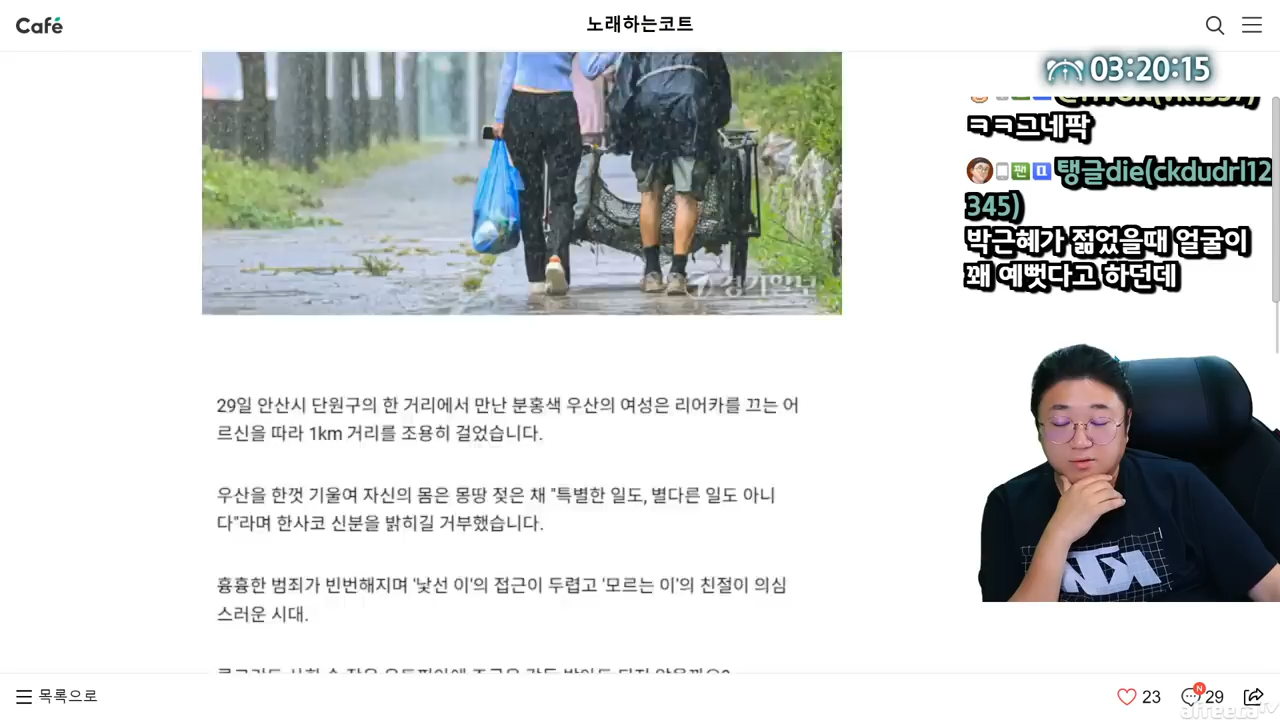 Café
노래하는코트
03:20:15
ㅋㅋ그네팍
팬
탱글die(ckdudrl12
345)
박근혜가 젊었을때 얼굴이
꽤 예뻣다고 하던데
경기일보
29일 안산시 단원구의 한 거리에서 만난 분홍색 우산의 여성은 리어카를 끄는 어
르신을 따라 1km 거리를 조용히 걸었습니다.
우산을 한껏 기울여 자신의 몸은 몽땅 젖은 채 "특별한 일도, 별다른 일도 아니
다"라며 한사코 신분을 밝히길 거부했습니다.
흉흉한 범죄가 빈번해지며 '낯선 이'의 접근이 두렵고 '모르는 이'의 친절이 의심
스러운 시대.
목록으로
23
N
29
afreecaTV